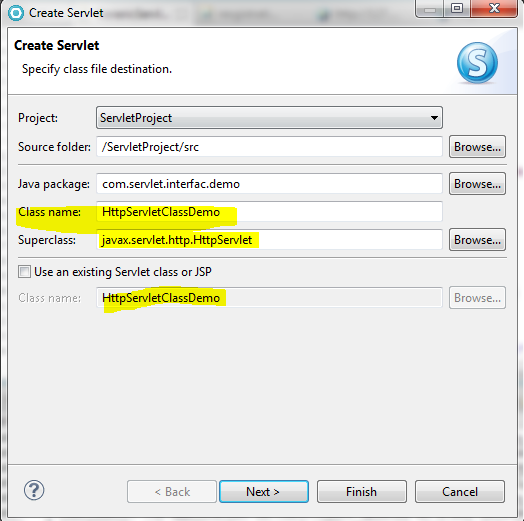 Create Servlet
Create Servlet
Specify class file destination.
S
Project: ServletProject
Source folder: /ServletProject/src Browse...
Java package: com.servlet.interfac.demo Browse...
Class name: HttpServletClassDemo
Superclass: javax.servlet.http.HttpServlet Browse...
Use an existing Servlet class or JSP
Class name: HttpServletClassDemo Browse...
? < Back Next > Finish Cancel